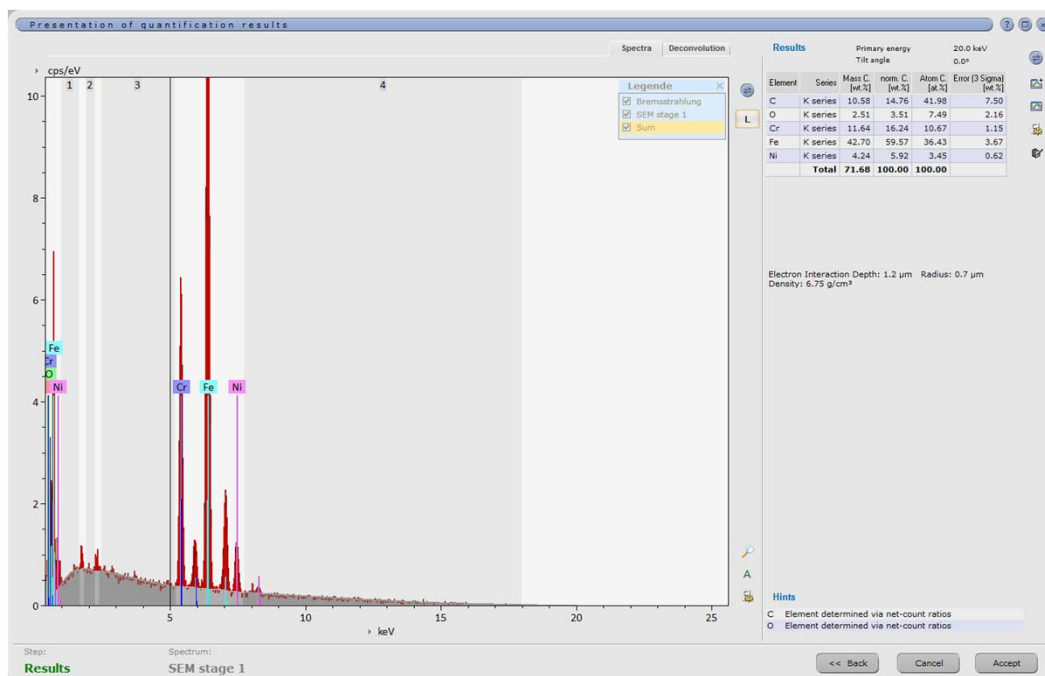 Presentation of quantification results
Spectra Deconvolution
cps/eV
1 2 3 4
10
8
6
4
2
0
5 10 15 20 25
keV
Fe
Cr
O
Ni
Cr Fe Ni
Legende
Bremsstrahlung
SEM stage 1
Sum
L
A
Results Primary energy 20.0 keV
Tilt angle 0.0°
Element Series Mass C. [wt.%] norm. C. [wt.%] Atom C. [at.%] Error (3 Sigma) [wt.%]
C K series 10.58 14.76 41.98 7.50
O K series 2.51 3.51 7.49 2.16
Cr K series 11.64 16.24 10.67 1.15
Fe K series 42.70 59.57 36.43 3.67
Ni K series 4.24 5.92 3.45 0.62
Total 71.68 100.00 100.00
Electron Interaction Depth: 1.2 µm Radius: 0.7 µm
Density: 6.75 g/cm³
Hints
C Element determined via net-count ratios
O Element determined via net-count ratios
Step: Spectrum:
Results SEM stage 1
<< Back Cancel Accept